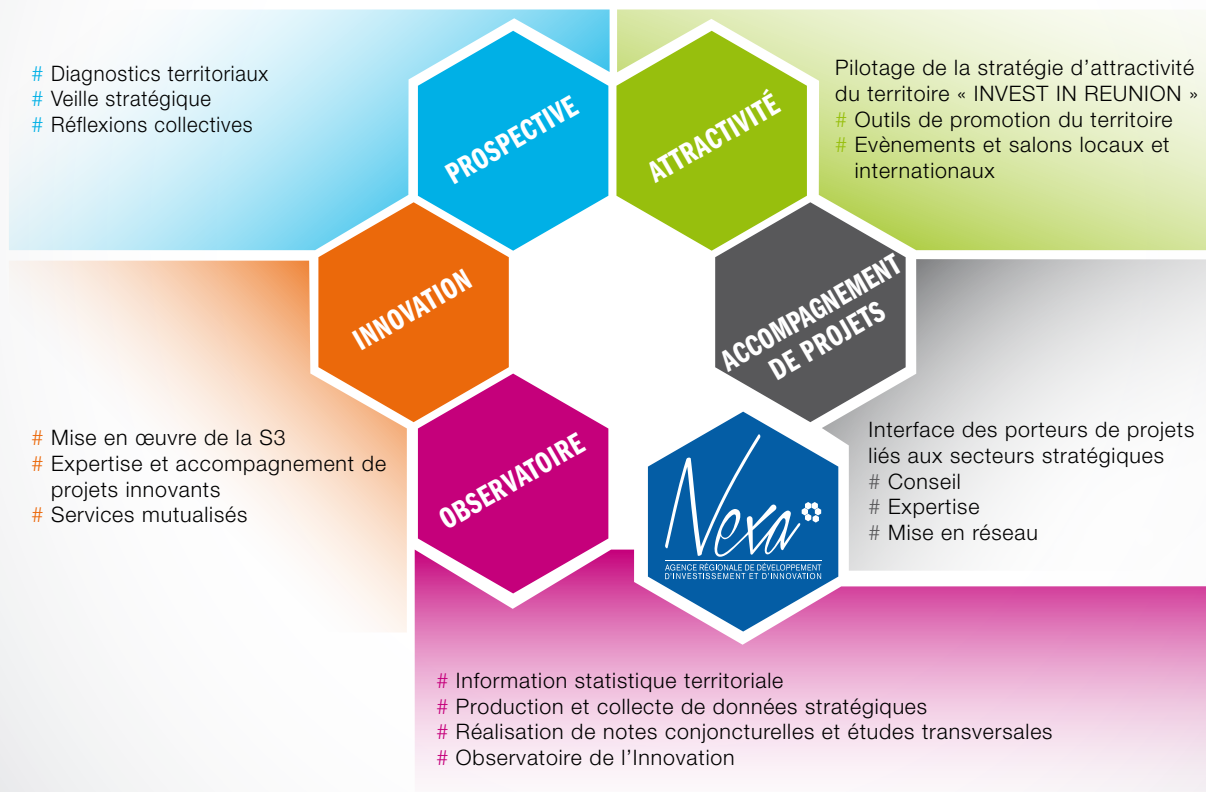 # Diagnostics territoriaux
# Veille stratégique
# Réflexions collectives
PROSPECTIVE
ATTRACTIVITÉ
Pilotage de la stratégie d’attractivité
du territoire « INVEST IN REUNION »
# Outils de promotion du territoire
# Evènements et salons locaux et
internationaux
INNOVATION
ACCOMPAGNEMENT
DE PROJETS
# Mise en œuvre de la S3
# Expertise et accompagnement de
projets innovants
# Services mutualisés
OBSERVATOIRE
Nexa
AGENCE RÉGIONALE DE DÉVELOPPEMENT
D'INVESTISSEMENT ET D'INNOVATION
Interface des porteurs de projets
liés aux secteurs stratégiques
# Conseil
# Expertise
# Mise en réseau
# Information statistique territoriale
# Production et collecte de données stratégiques
# Réalisation de notes conjoncturelles et études transversales
# Observatoire de l’Innovation